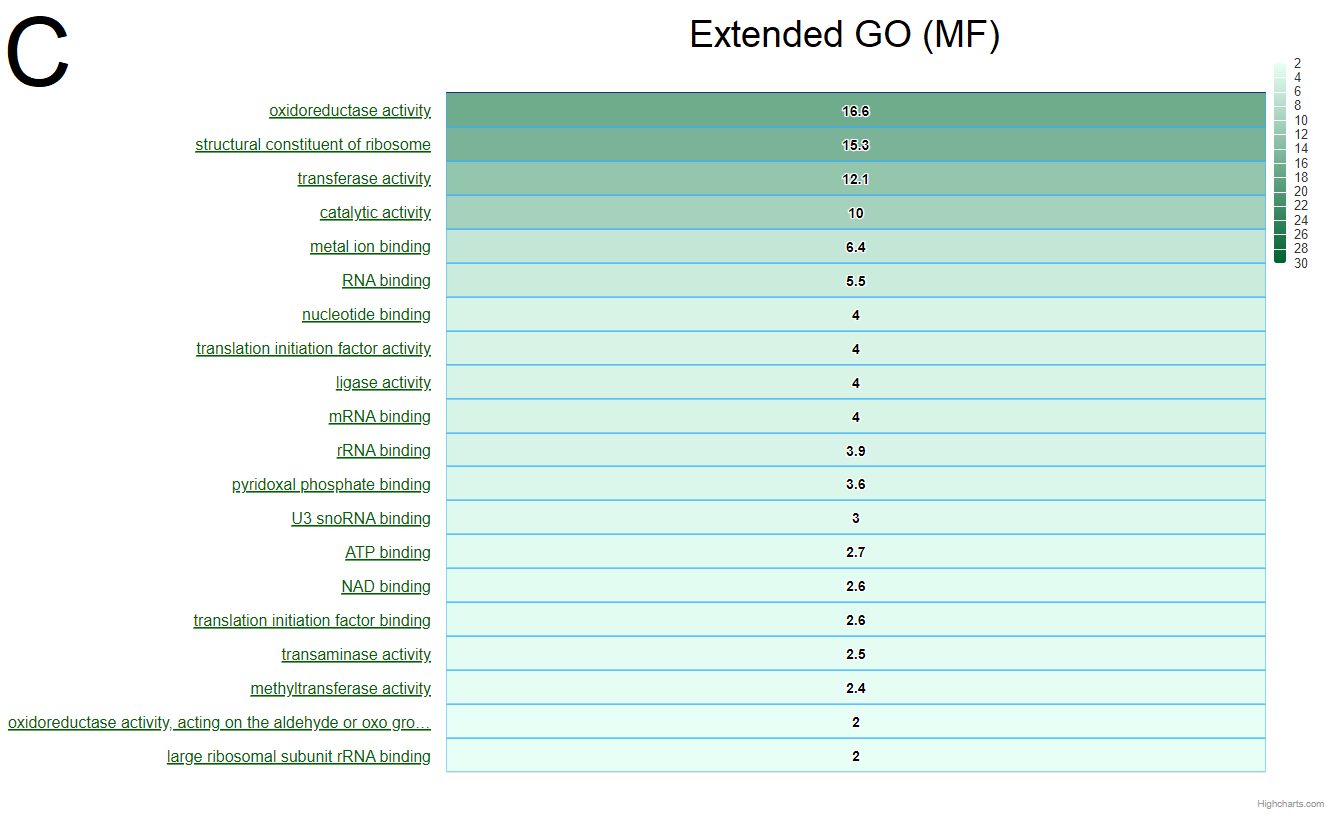 C
Extended GO (MF)
oxidoreductase activity 16.6
structural constituent of ribosome 15.3
transferase activity 12.1
catalytic activity 10
metal ion binding 6.4
RNA binding 5.5
nucleotide binding 4
translation initiation factor activity 4
ligase activity 4
mRNA binding 4
rRNA binding 3.9
pyridoxal phosphate binding 3.6
U3 snoRNA binding 3
ATP binding 2.7
NAD binding 2.6
translation initiation factor binding 2.6
transaminase activity 2.5
methyltransferase activity 2.4
oxidoreductase activity, acting on the aldehyde or oxo gro… 2
large ribosomal subunit rRNA binding 2
2
4
6
8
10
12
14
16
18
20
22
24
26
28
30
Highcharts.com